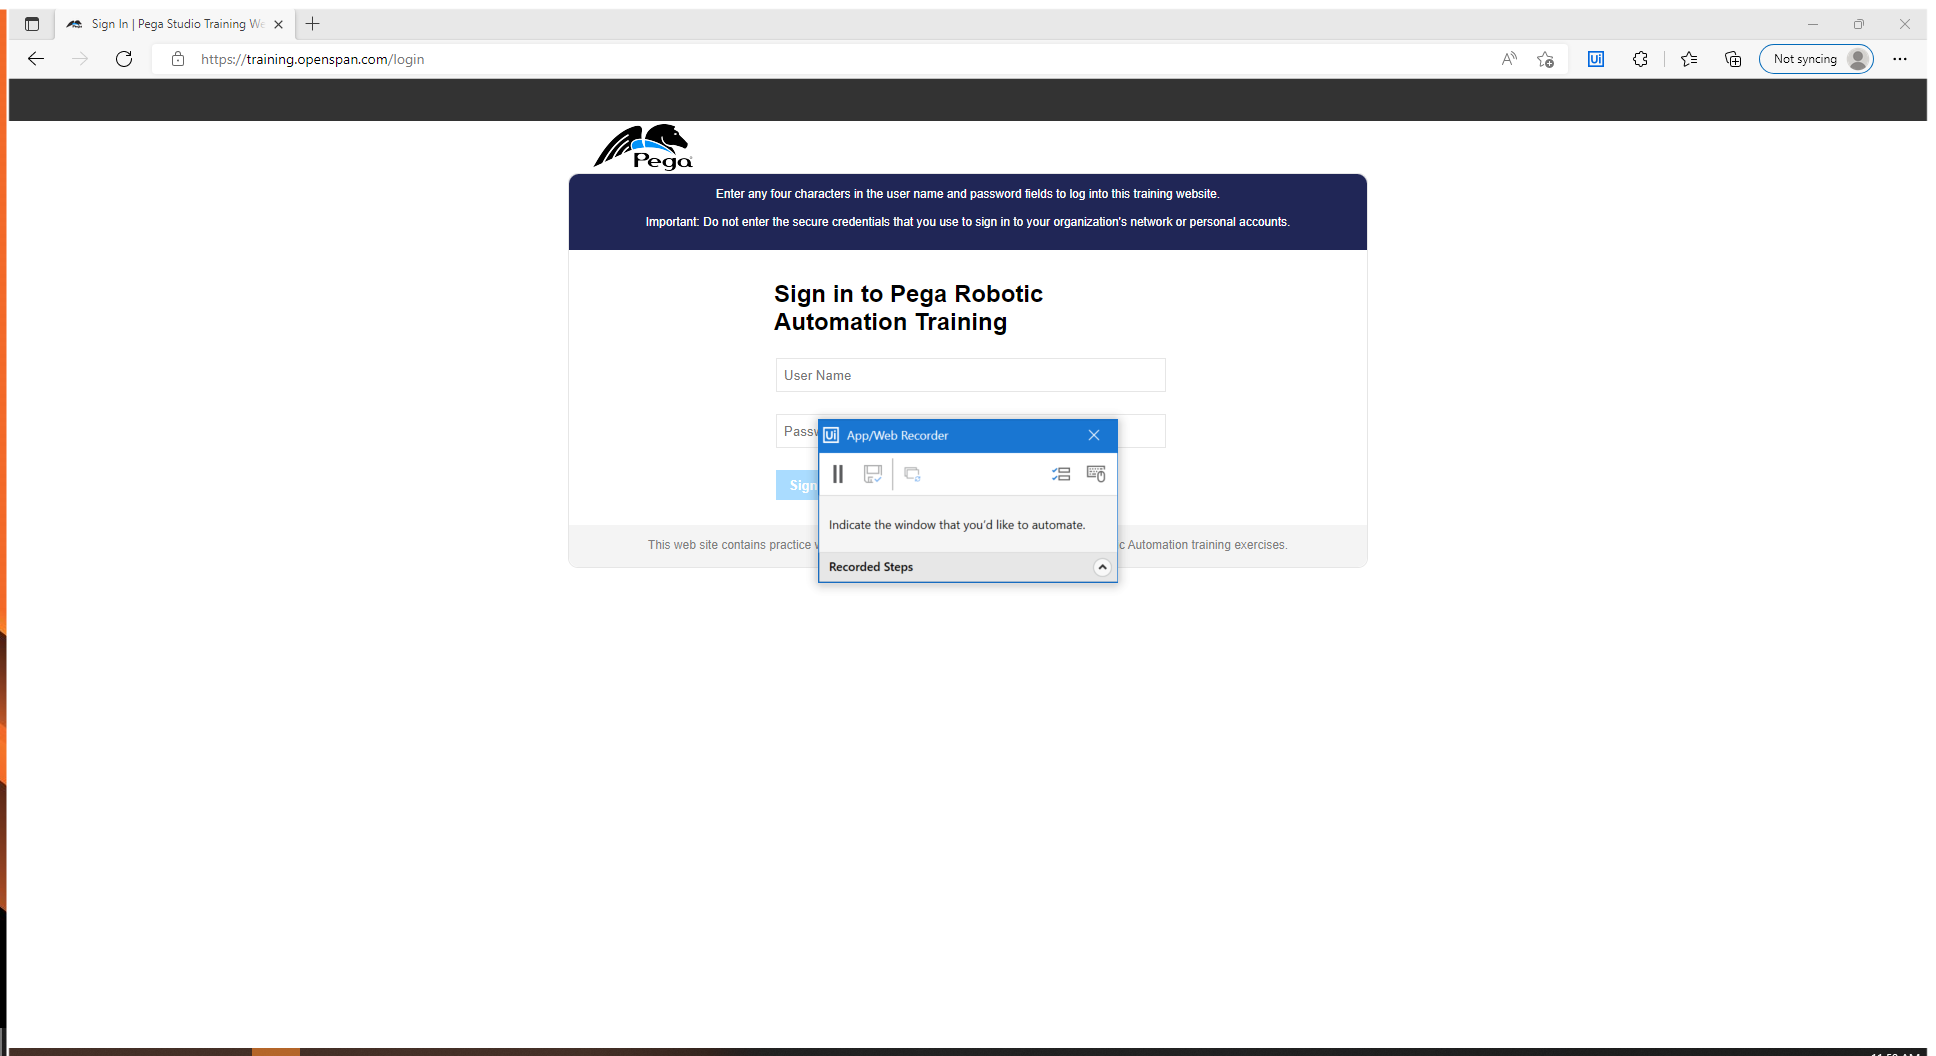 Sign In | Pega Studio Training We
https://training.openspan.com/login
Not syncing
Pega
Enter any four characters in the user name and password fields to log into this training website.
Important: Do not enter the secure credentials that you use to sign in to your organization's network or personal accounts.
Sign in to Pega Robotic
Automation Training
User Name
Passw
Ui App/Web Recorder
Sign
Indicate the window that you'd like to automate.
This web site contains practice
c Automation training exercises.
Recorded Steps